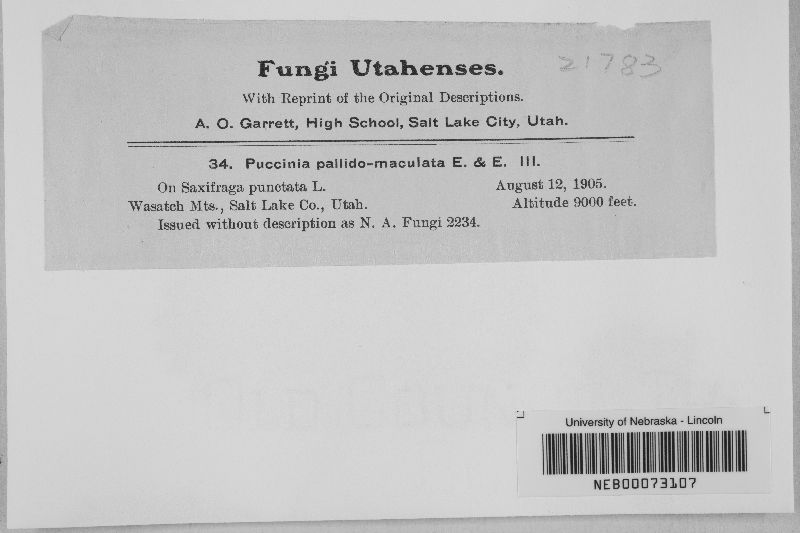 Fungi Utahenses.
21783
With Reprint of the Original Descriptions.
A. O. Garrett, High School, Salt Lake City, Utah.
34. Puccinia pallido-maculata E. & E. III.
On Saxifraga punctata L. August 12, 1905.
Wasatch Mts., Salt Lake Co., Utah. Altitude 9000 feet.
Issued without description as N. A. Fungi 2234.
University of Nebraska - Lincoln
NEB00073107